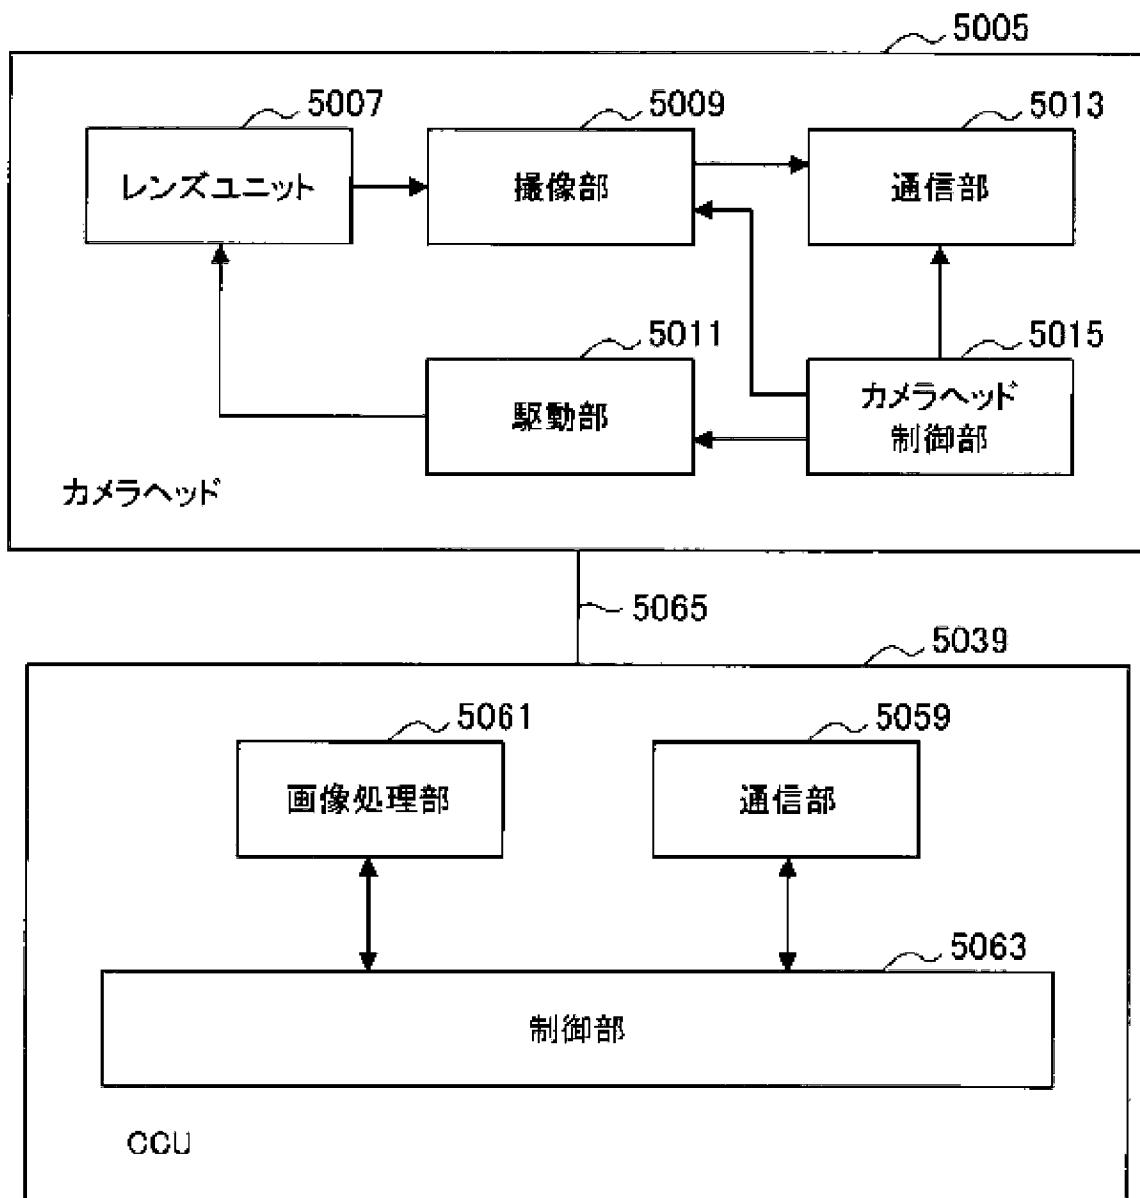 5005
5007
5009
5013
レンズユニット
撮像部
通信部
5011
5015
駆動部
カメラヘッド
制御部
カメラヘッド
5065
5039
5061
5059
画像処理部
通信部
5063
制御部
CCU